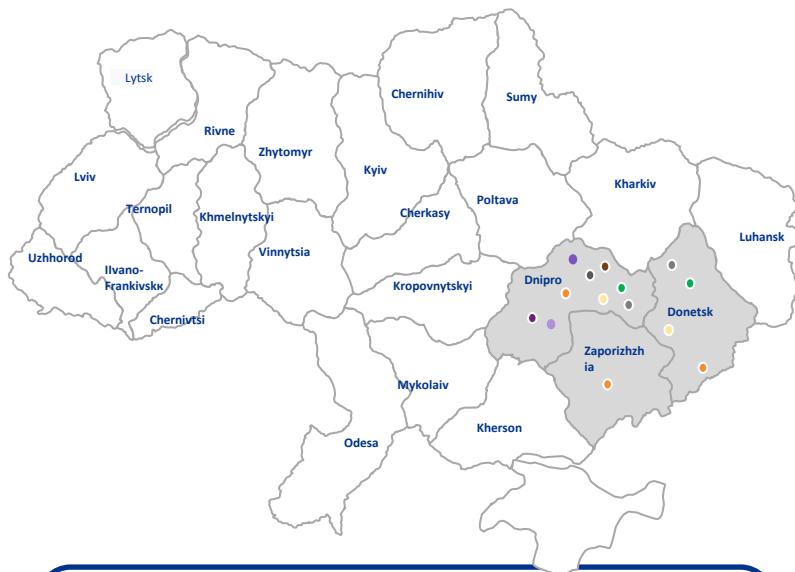 Chernihiv
Sumy
Lytsk
Rivne
Zhytomyr
Kyiv
Lviv
Kharkiv
Poltava
Ternopil
Khmelnytskyi
Cherkasy
Luhansk
Uzhhorod
Vinnytsia
IIvano-
Frankivskк
Dnipro
Kropovnytskyi
Donetsk
Chernivtsi
Zaporizhzh
ia
Mykolaiv
Kherson
Odesa